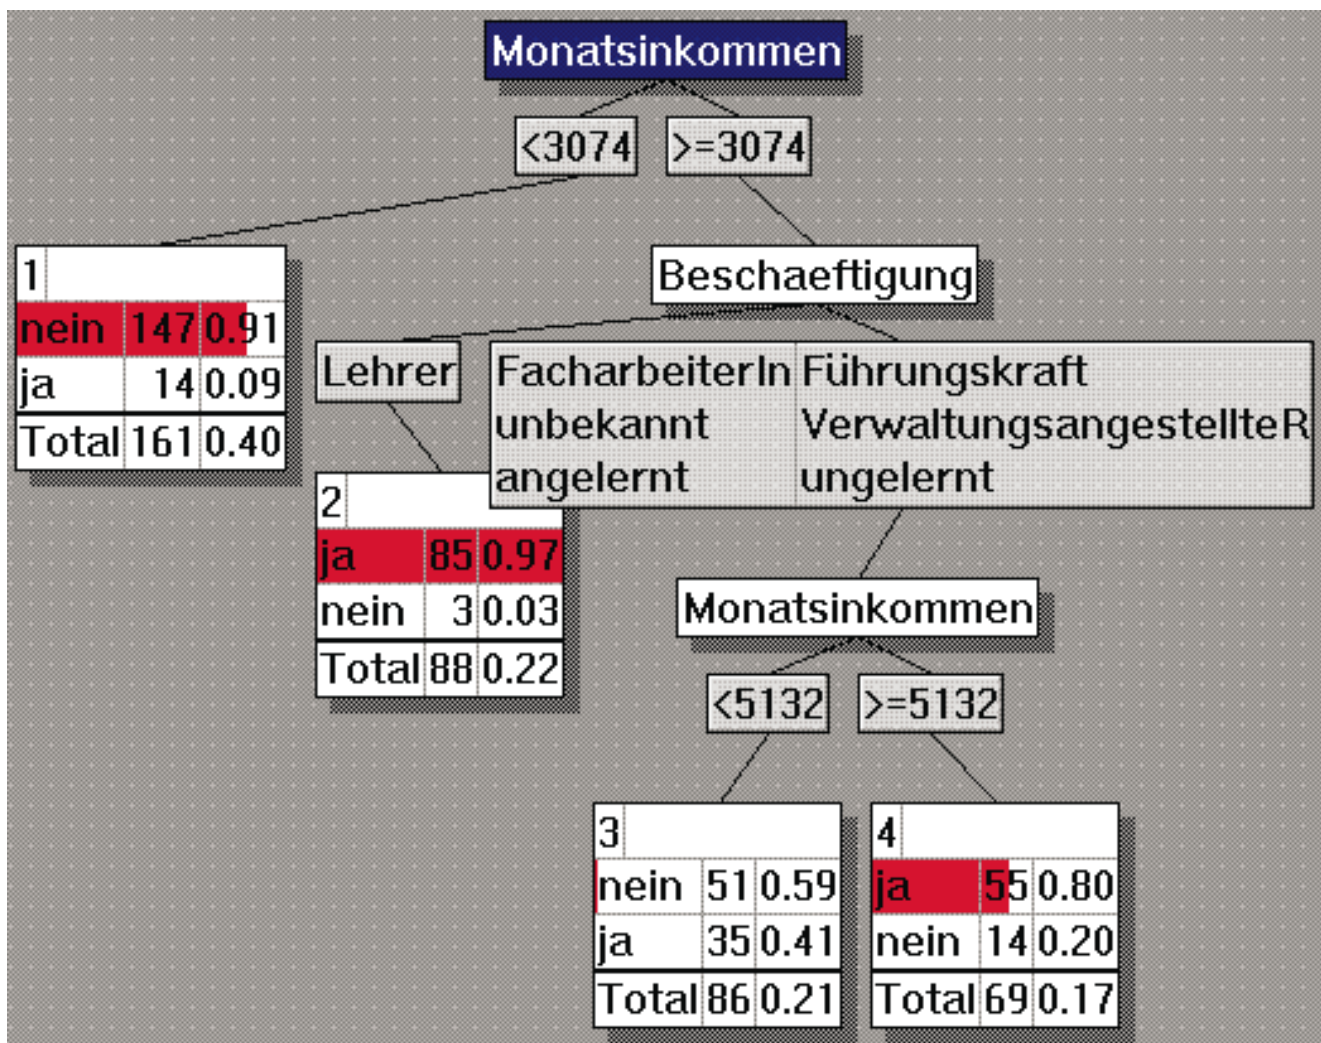 Monatsinkommen
<3074 >=3074
Beschaeftigung
1
nein 147 0.91
ja 14 0.09
Total 161 0.40
Lehrer
FacharbeiterIn Führungskraft
unbekannt VerwaltungsangestellteR
angelernt ungelernt
2
ja 85 0.97
nein 3 0.03
Total 88 0.22
Monatsinkommen
<5132 >=5132
3
nein 51 0.59
ja 35 0.41
Total 86 0.21
4
ja 55 0.80
nein 14 0.20
Total 69 0.17